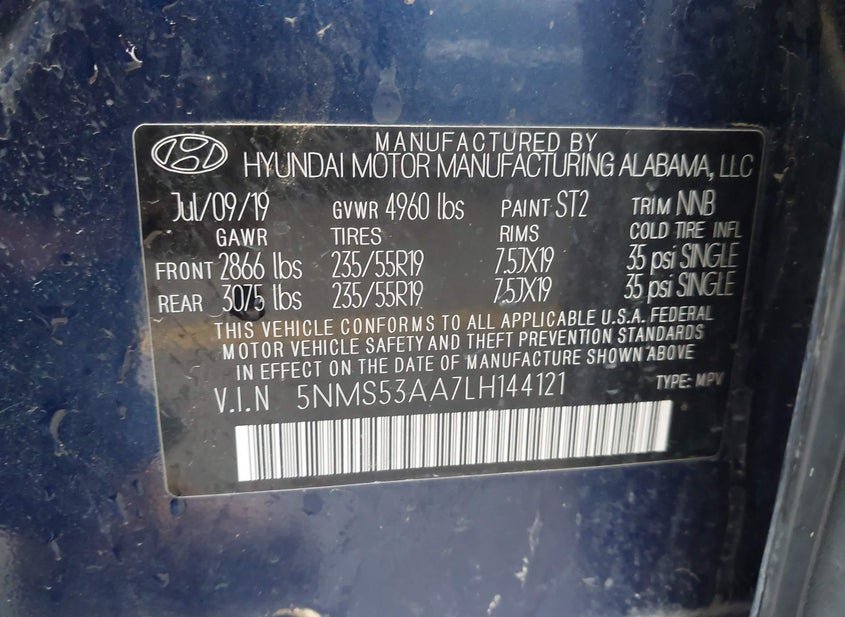 MANUFACTURED BY
HYUNDAI MOTOR MANUFACTURING ALABAMA, LLC
Jul/09/19 GVWR 4960 lbs PAINT ST2 TRIM NNB
GAWR TIRES RIMS COLD TIRE INFL
FRONT 2866 lbs 235/55R19 7.5JX19 35 psi SINGLE
REAR 3075 lbs 235/55R19 7.5JX19 35 psi SINGLE
THIS VEHICLE CONFORMS TO ALL APPLICABLE U.S.A. FEDERAL
MOTOR VEHICLE SAFETY AND THEFT PREVENTION STANDARDS
IN EFFECT ON THE DATE OF MANUFACTURE SHOWN ABOVE
V.I.N 5NMS53AA7LH144121 TYPE: MPV